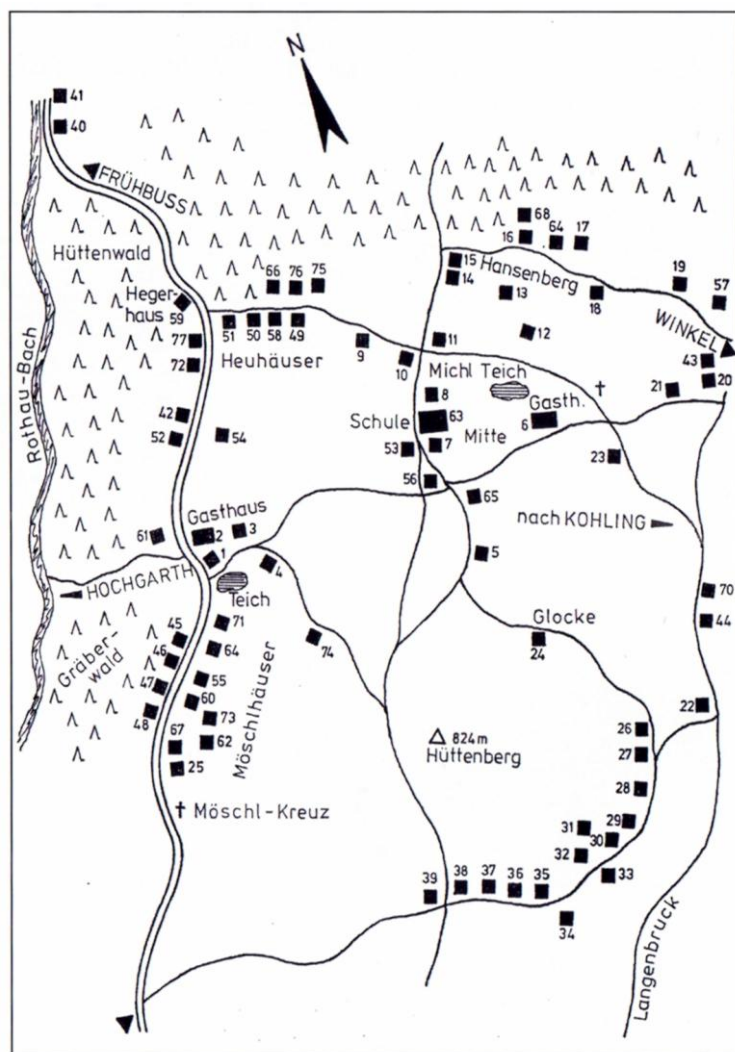 N
41
40
FRÜHBUSS
Hüttenwald
Heger-
haus
59
66 76 75
68
16 64 17
15
14
Hansenberg
13
18
19
57
WINKEL
12
77
72
51 50 58 49
Heuhäuser
9
10
11
43
20
21
Michl Teich
8
Gasth.
6
Schule
63
Mitte
7
53
42
52
54
23
56
65
Rothau-Bach
Gasthaus
2
3
61
1
4
nach KOHLING
5
HOCHGARTH
Teich
70
44
Glocke
24
Gräber-
wald
45
46
47
48
71
64
55
60
73
62
67
25
Möschlhäuser
74
22
824m
Hüttenberg
26
27
28
29
30
31
32
33
Möschl-Kreuz
39 38 37 36 35
34
Langenbruck